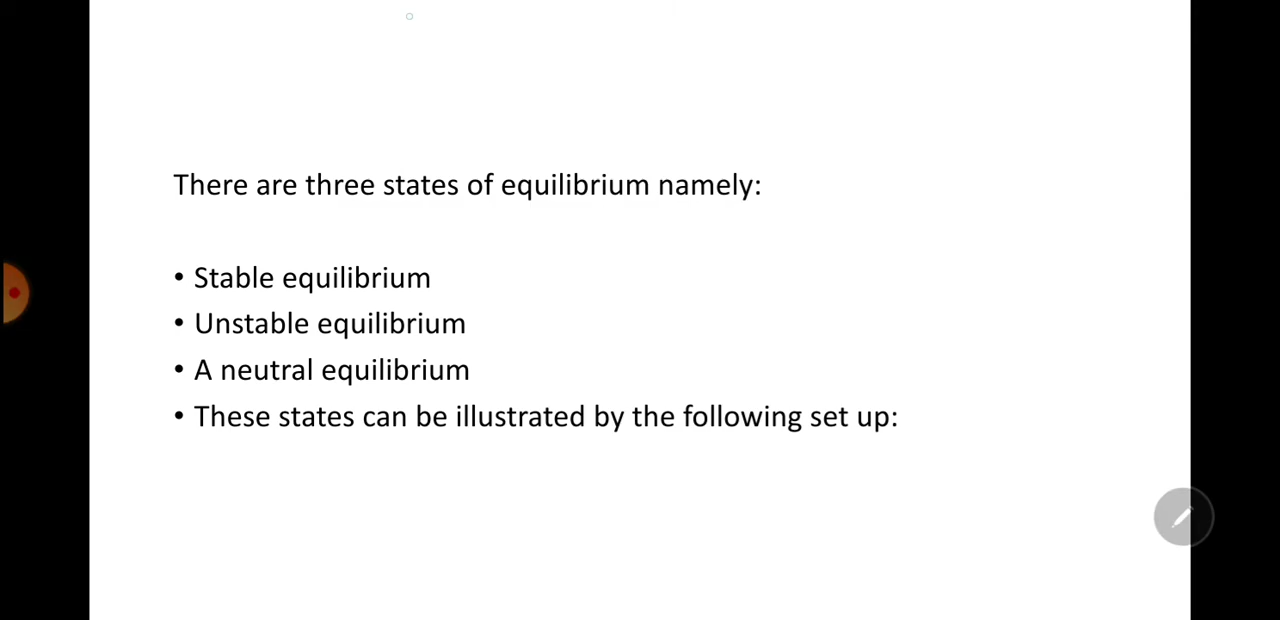 There are three states of equilibrium namely:
• Stable equilibrium
• Unstable equilibrium
• A neutral equilibrium
• These states can be illustrated by the following set up: